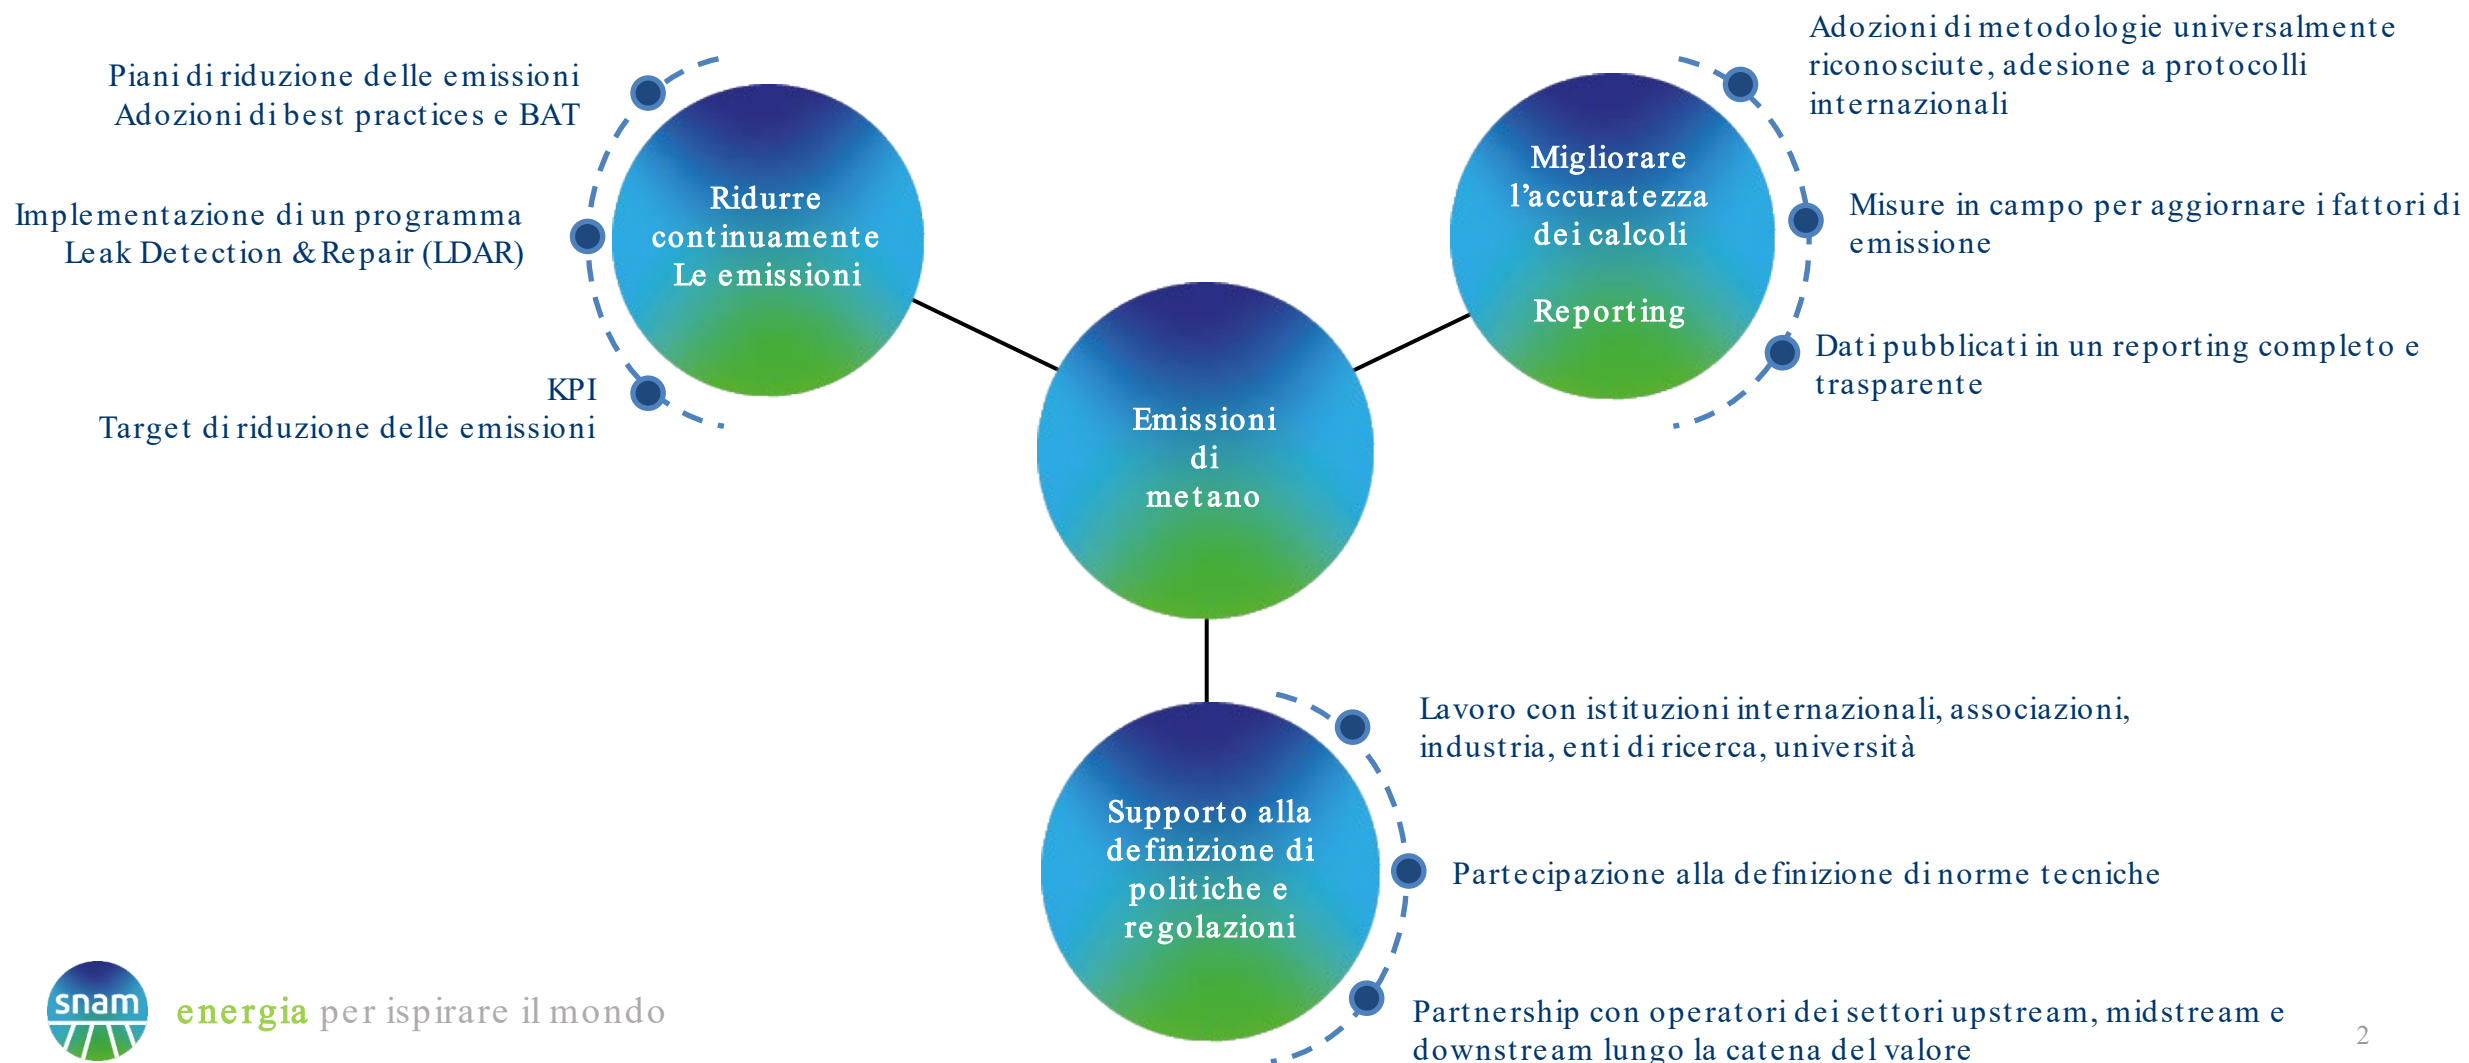 Piani di riduzione delle emissioni
Adozioni di best practices e BAT
Implementazione di un programma
Leak Detection & Repair (LDAR)
KPI
Target di riduzione delle emissioni
Ridurre
continuamente
Le emissioni
Emissioni
di
metano
Migliorare
l’accuratezza
dei calcoli
Reporting
Adozioni di metodologie universalmente
riconosciute, adesione a protocolli
internazionali
Misure in campo per aggiornare i fattori di
emissione
Dati pubblicati in un reporting completo e
trasparente
Supporto alla
definizione di
politiche e
regolazioni
Lavoro con istituzioni internazionali, associazioni,
industria, enti di ricerca, università
Partecipazione alla definizione di norme tecniche
Partnership con operatori dei settori upstream, midstream e
downstream lungo la catena del valore
snam
energia per ispirare il mondo
2